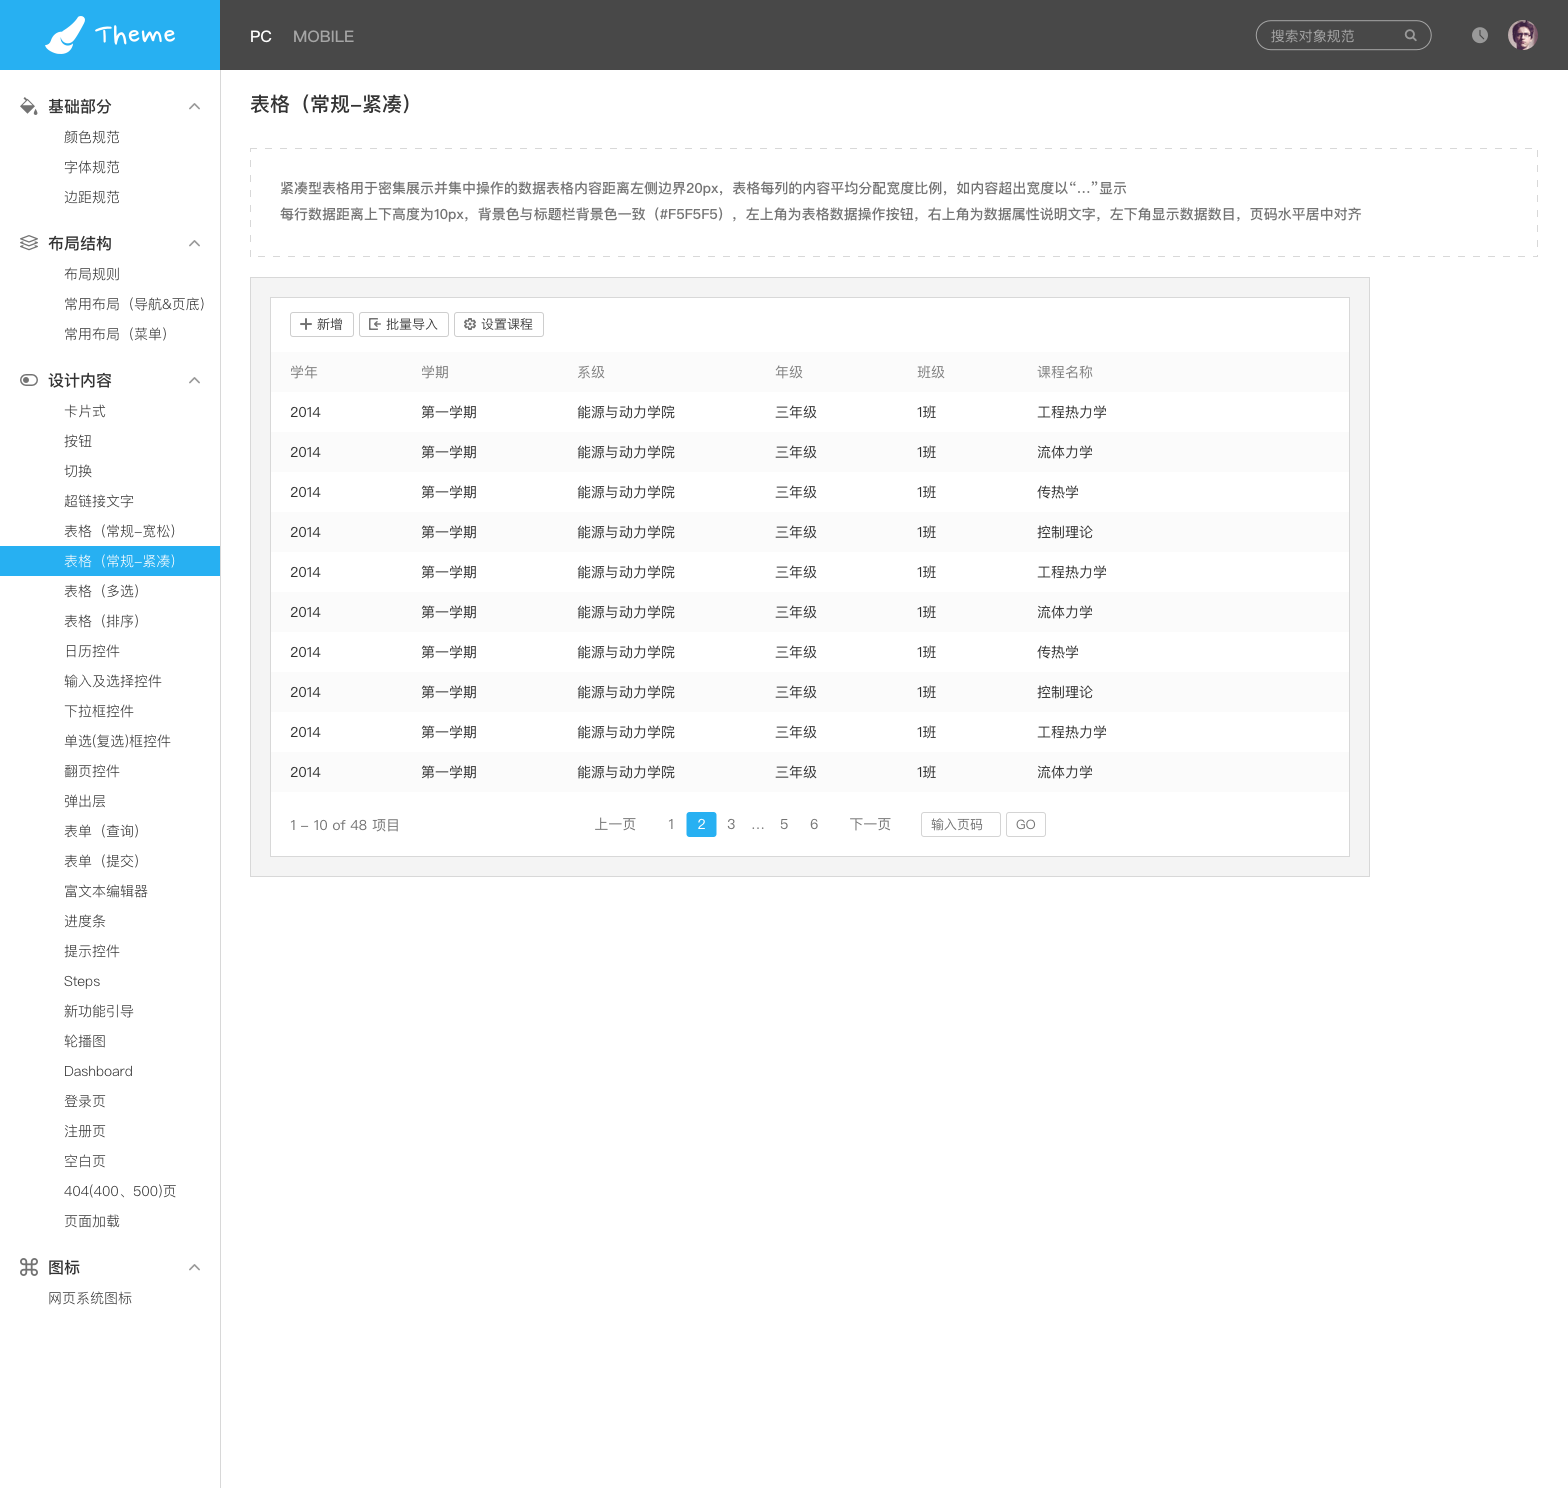 Theme
PC
MOBILE
搜索对象规范
基础部分
颜色规范
字体规范
边距规范
布局结构
布局规则
常用布局（导航&页底）
常用布局（菜单）
设计内容
卡片式
按钮
切换
超链接文字
表格（常规-宽松）
表格（常规-紧凑）
表格（多选）
表格（排序）
日历控件
输入及选择控件
下拉框控件
单选(复选)框控件
翻页控件
弹出层
表单（查询）
表单（提交）
富文本编辑器
进度条
提示控件
Steps
新功能引导
轮播图
Dashboard
登录页
注册页
空白页
404(400、500)页
页面加载
图标
网页系统图标
表格（常规-紧凑）
紧凑型表格用于密集展示并集中操作的数据表格内容距离左侧边界20px，表格每列的内容平均分配宽度比例，如内容超出宽度以“...”显示
每行数据距离上下高度为10px，背景色与标题栏背景色一致（#F5F5F5），左上角为表格数据操作按钮，右上角为数据属性说明文字，左下角显示数据数目，页码水平居中对齐
新增 批量导入 设置课程
学年 学期 系级 年级 班级 课程名称
2014 第一学期 能源与动力学院 三年级 1班 工程热力学
2014 第一学期 能源与动力学院 三年级 1班 流体力学
2014 第一学期 能源与动力学院 三年级 1班 传热学
2014 第一学期 能源与动力学院 三年级 1班 控制理论
2014 第一学期 能源与动力学院 三年级 1班 工程热力学
2014 第一学期 能源与动力学院 三年级 1班 流体力学
2014 第一学期 能源与动力学院 三年级 1班 传热学
2014 第一学期 能源与动力学院 三年级 1班 控制理论
2014 第一学期 能源与动力学院 三年级 1班 工程热力学
2014 第一学期 能源与动力学院 三年级 1班 流体力学
1 – 10 of 48 项目 上一页 1 2 3 ... 5 6 下一页 输入页码 GO